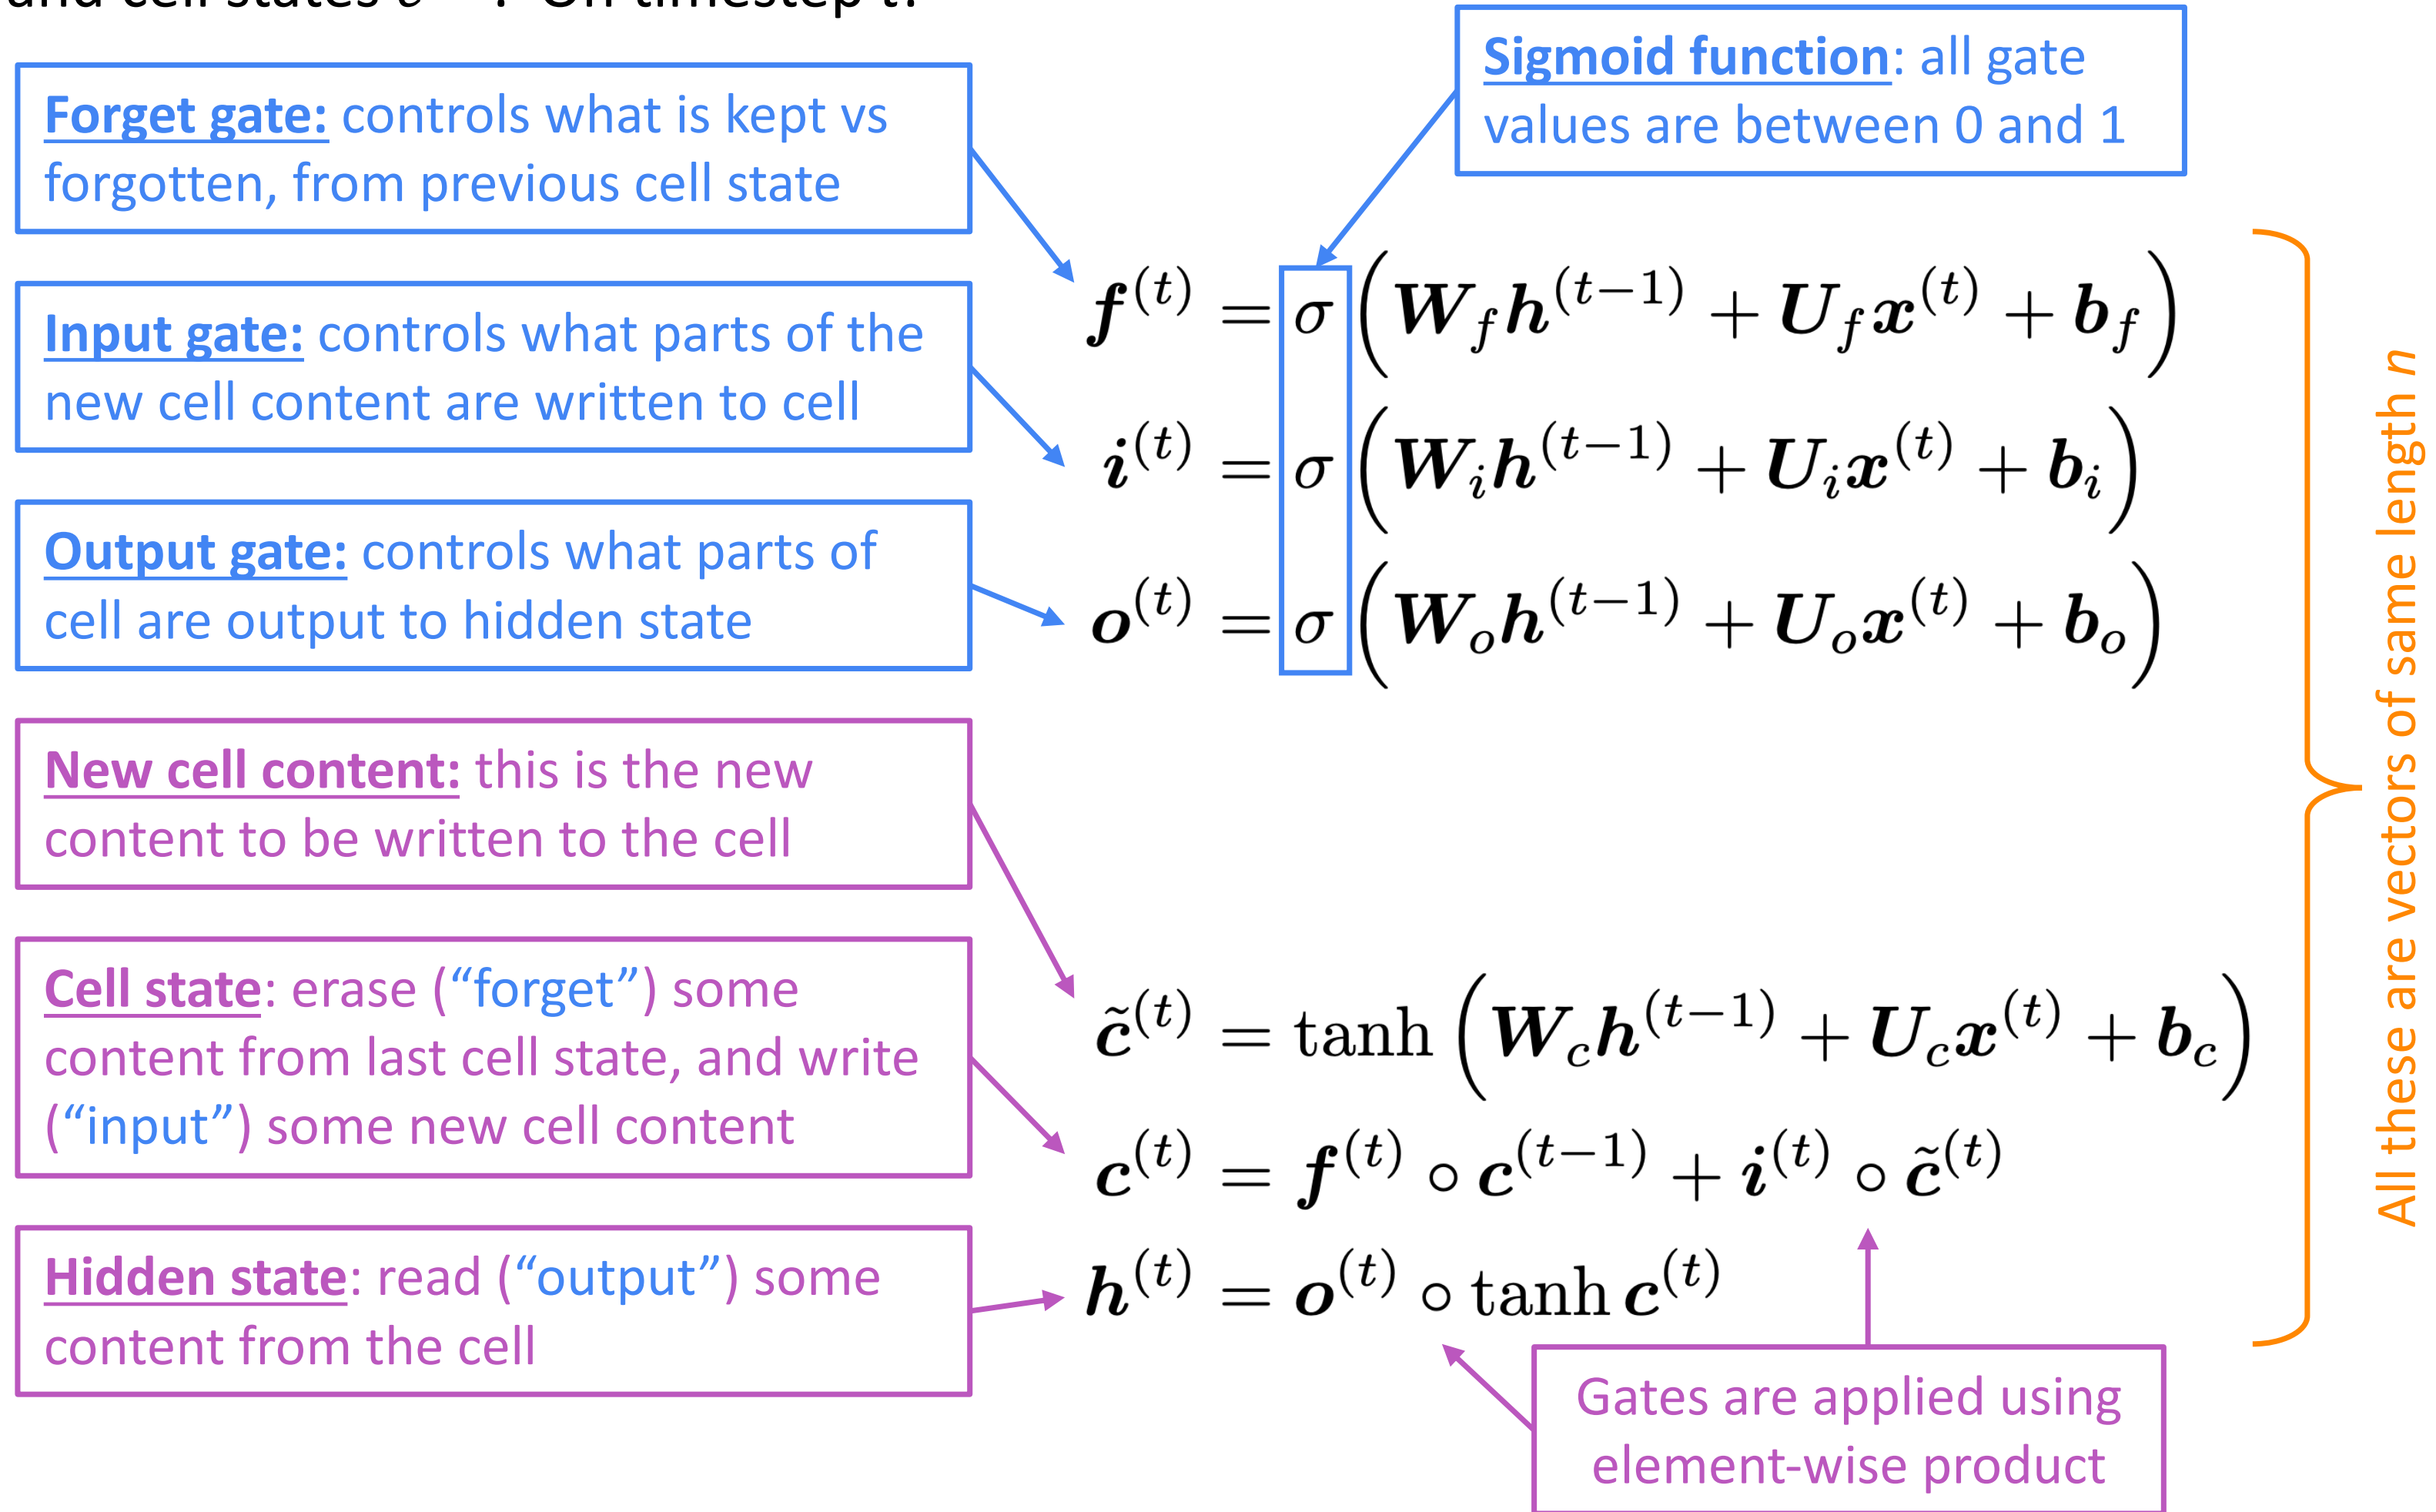 and cell states
On timestep t:
Sigmoid function: all gate
values are between 0 and 1
Forget gate: controls what is kept vs
forgotten, from previous cell state
Input gate: controls what parts of the
new cell content are written to cell
Output gate: controls what parts of
cell are output to hidden state
f^(t) = σ(W_f h^(t−1) + U_f x^(t) + b_f)
i^(t) = σ(W_i h^(t−1) + U_i x^(t) + b_i)
o^(t) = σ(W_o h^(t−1) + U_o x^(t) + b_o)
New cell content: this is the new
content to be written to the cell
Cell state: erase (“forget”) some
content from last cell state, and write
(“input”) some new cell content
Hidden state: read (“output”) some
content from the cell
c̃^(t) = tanh(W_c h^(t−1) + U_c x^(t) + b_c)
c^(t) = f^(t) ∘ c^(t−1) + i^(t) ∘ c̃^(t)
h^(t) = o^(t) ∘ tanh c^(t)
Gates are applied using
element-wise product
All these are vectors of same length n